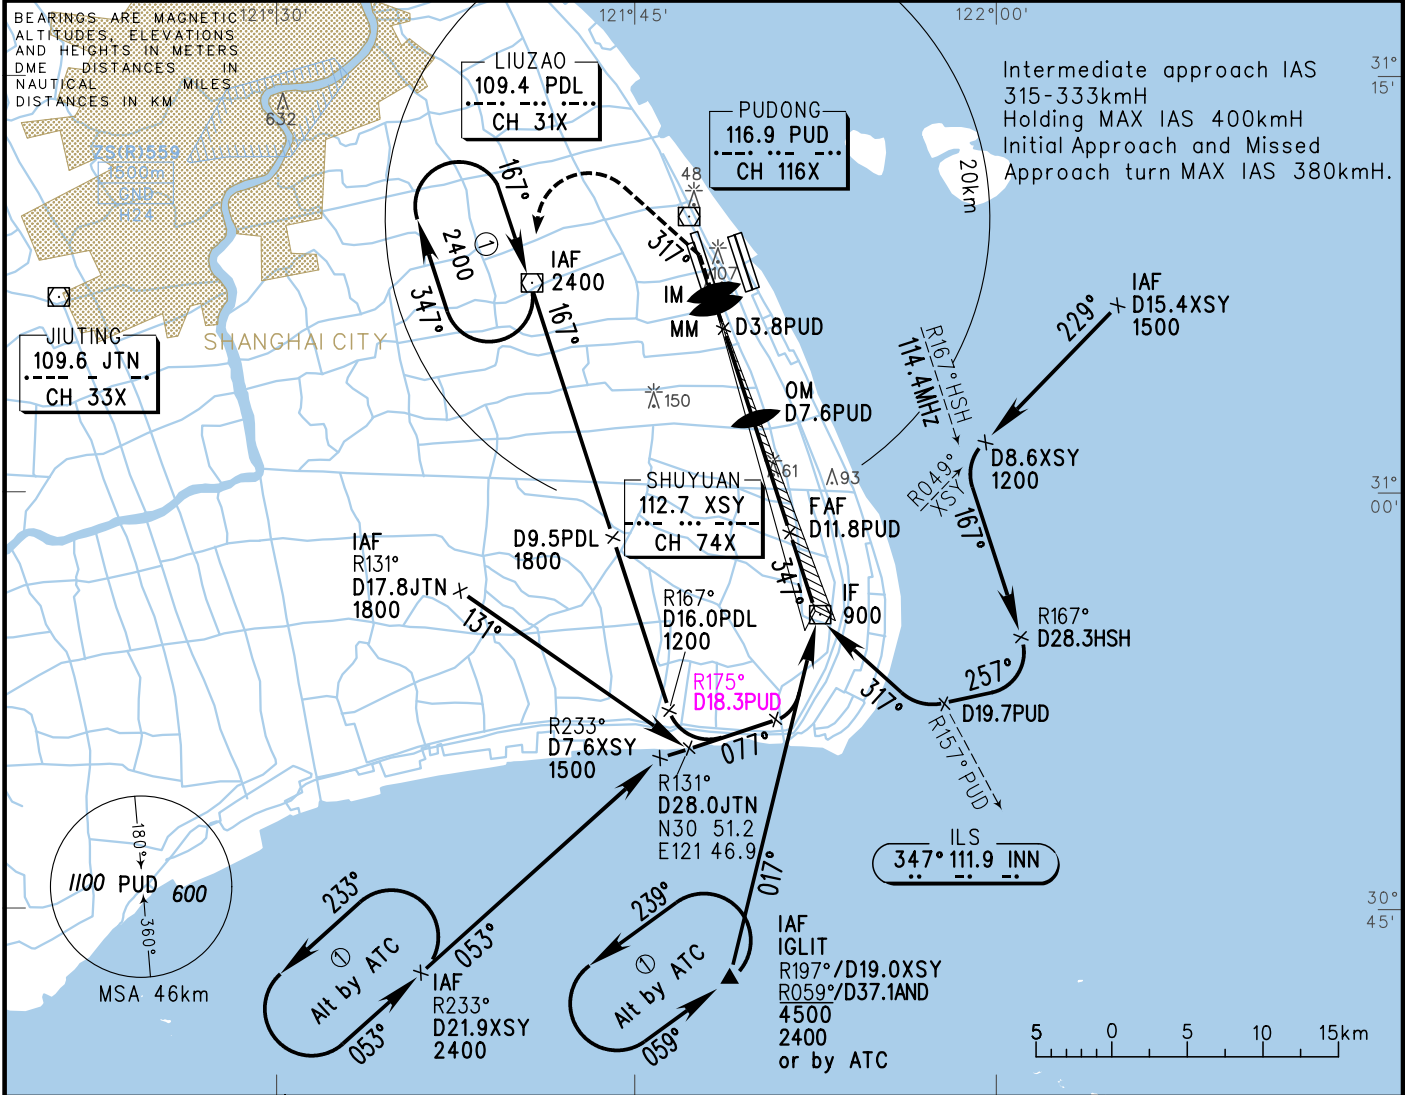 BEARINGS ARE MAGNETIC
ALTITUDES, ELEVATIONS
AND HEIGHTS IN METERS
DME DISTANCES IN
NAUTICAL MILES
DISTANCES IN KM
121°30'
121°45'
122°00'
31°
15'
Intermediate approach IAS
315-333kmH
Holding MAX IAS 400kmH
Initial Approach and Missed
Approach turn MAX IAS 380kmH.
LIUZAO
109.4 PDL
CH 31X
PUDONG
116.9 PUD
CH 116X
632
ZS(R)559
1500m
GND
H24
48
20km
167°
2400
1
347°
IAF
2400
167°
317°
107
IM
MM
D3.8PUD
IAF
D15.4XSY
1500
229°
JIUTING
109.6 JTN
CH 33X
SHANGHAI CITY
R167°HSH
114.4MHz
150
OM
D7.6PUD
D8.6XSY
1200
R049°
XSY
167°
61
93
SHUYUAN
112.7 XSY
CH 74X
FAF
D11.8PUD
31°
00'
D9.5PDL
1800
IAF
R131°
D17.8JTN
1800
131°
347°
IF
900
R167°
D16.0PDL
1200
R167°
D28.3HSH
257°
317°
D19.7PUD
R157° PUD
R175°
D18.3PUD
R233°
D7.6XSY
1500
077°
R131°
D28.0JTN
N30 51.2
E121 46.9
ILS
347° 111.9 INN
180°
1100 PUD 600
360°
MSA 46km
233°
1
Alt by ATC
053°
053°
IAF
R233°
D21.9XSY
2400
239°
1
Alt by ATC
059°
017°
IAF
IGLIT
R197°/D19.0XSY
R059°/D37.1AND
4500
2400
or by ATC
30°
45'
5 0 5 10 15km